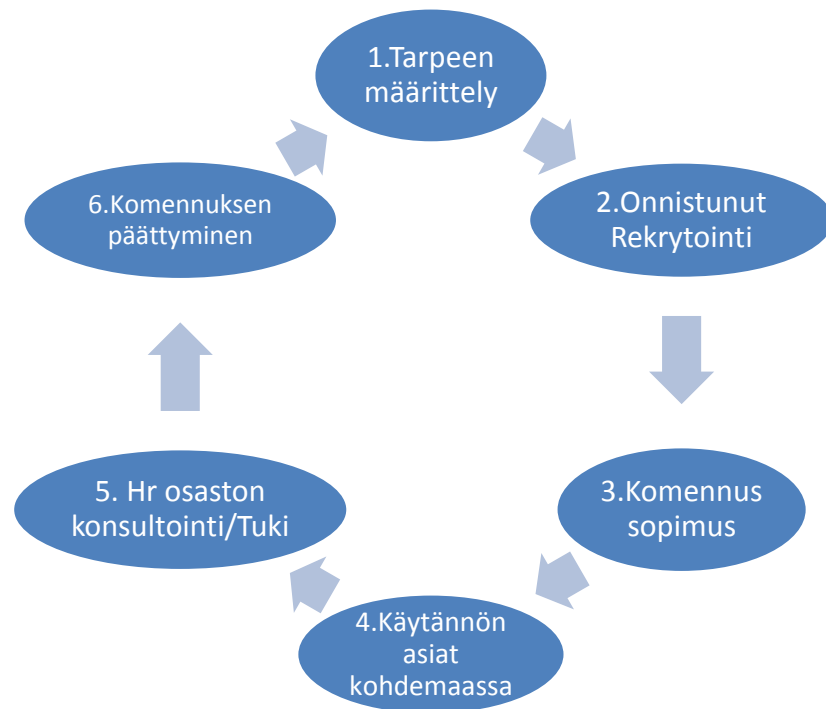 1.Tarpeen
määrittely
2.Onnistunut
Rekrytointi
3.Komennus
sopimus
4.Käytännön
asiat
kohdemaassa
5. Hr osaston
konsultointi/Tuki
6.Komennuksen
päättyminen